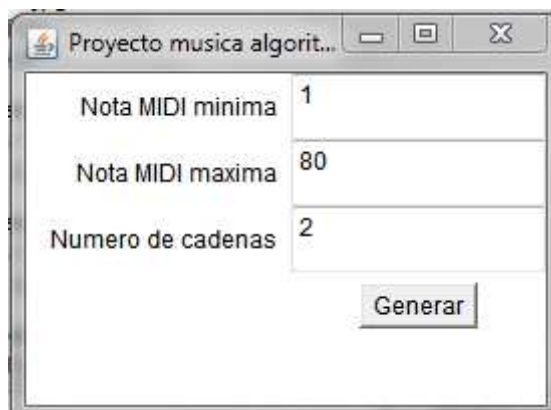 Proyecto musica algorit...
Nota MIDI minima 1
Nota MIDI maxima 80
Numero de cadenas 2
Generar